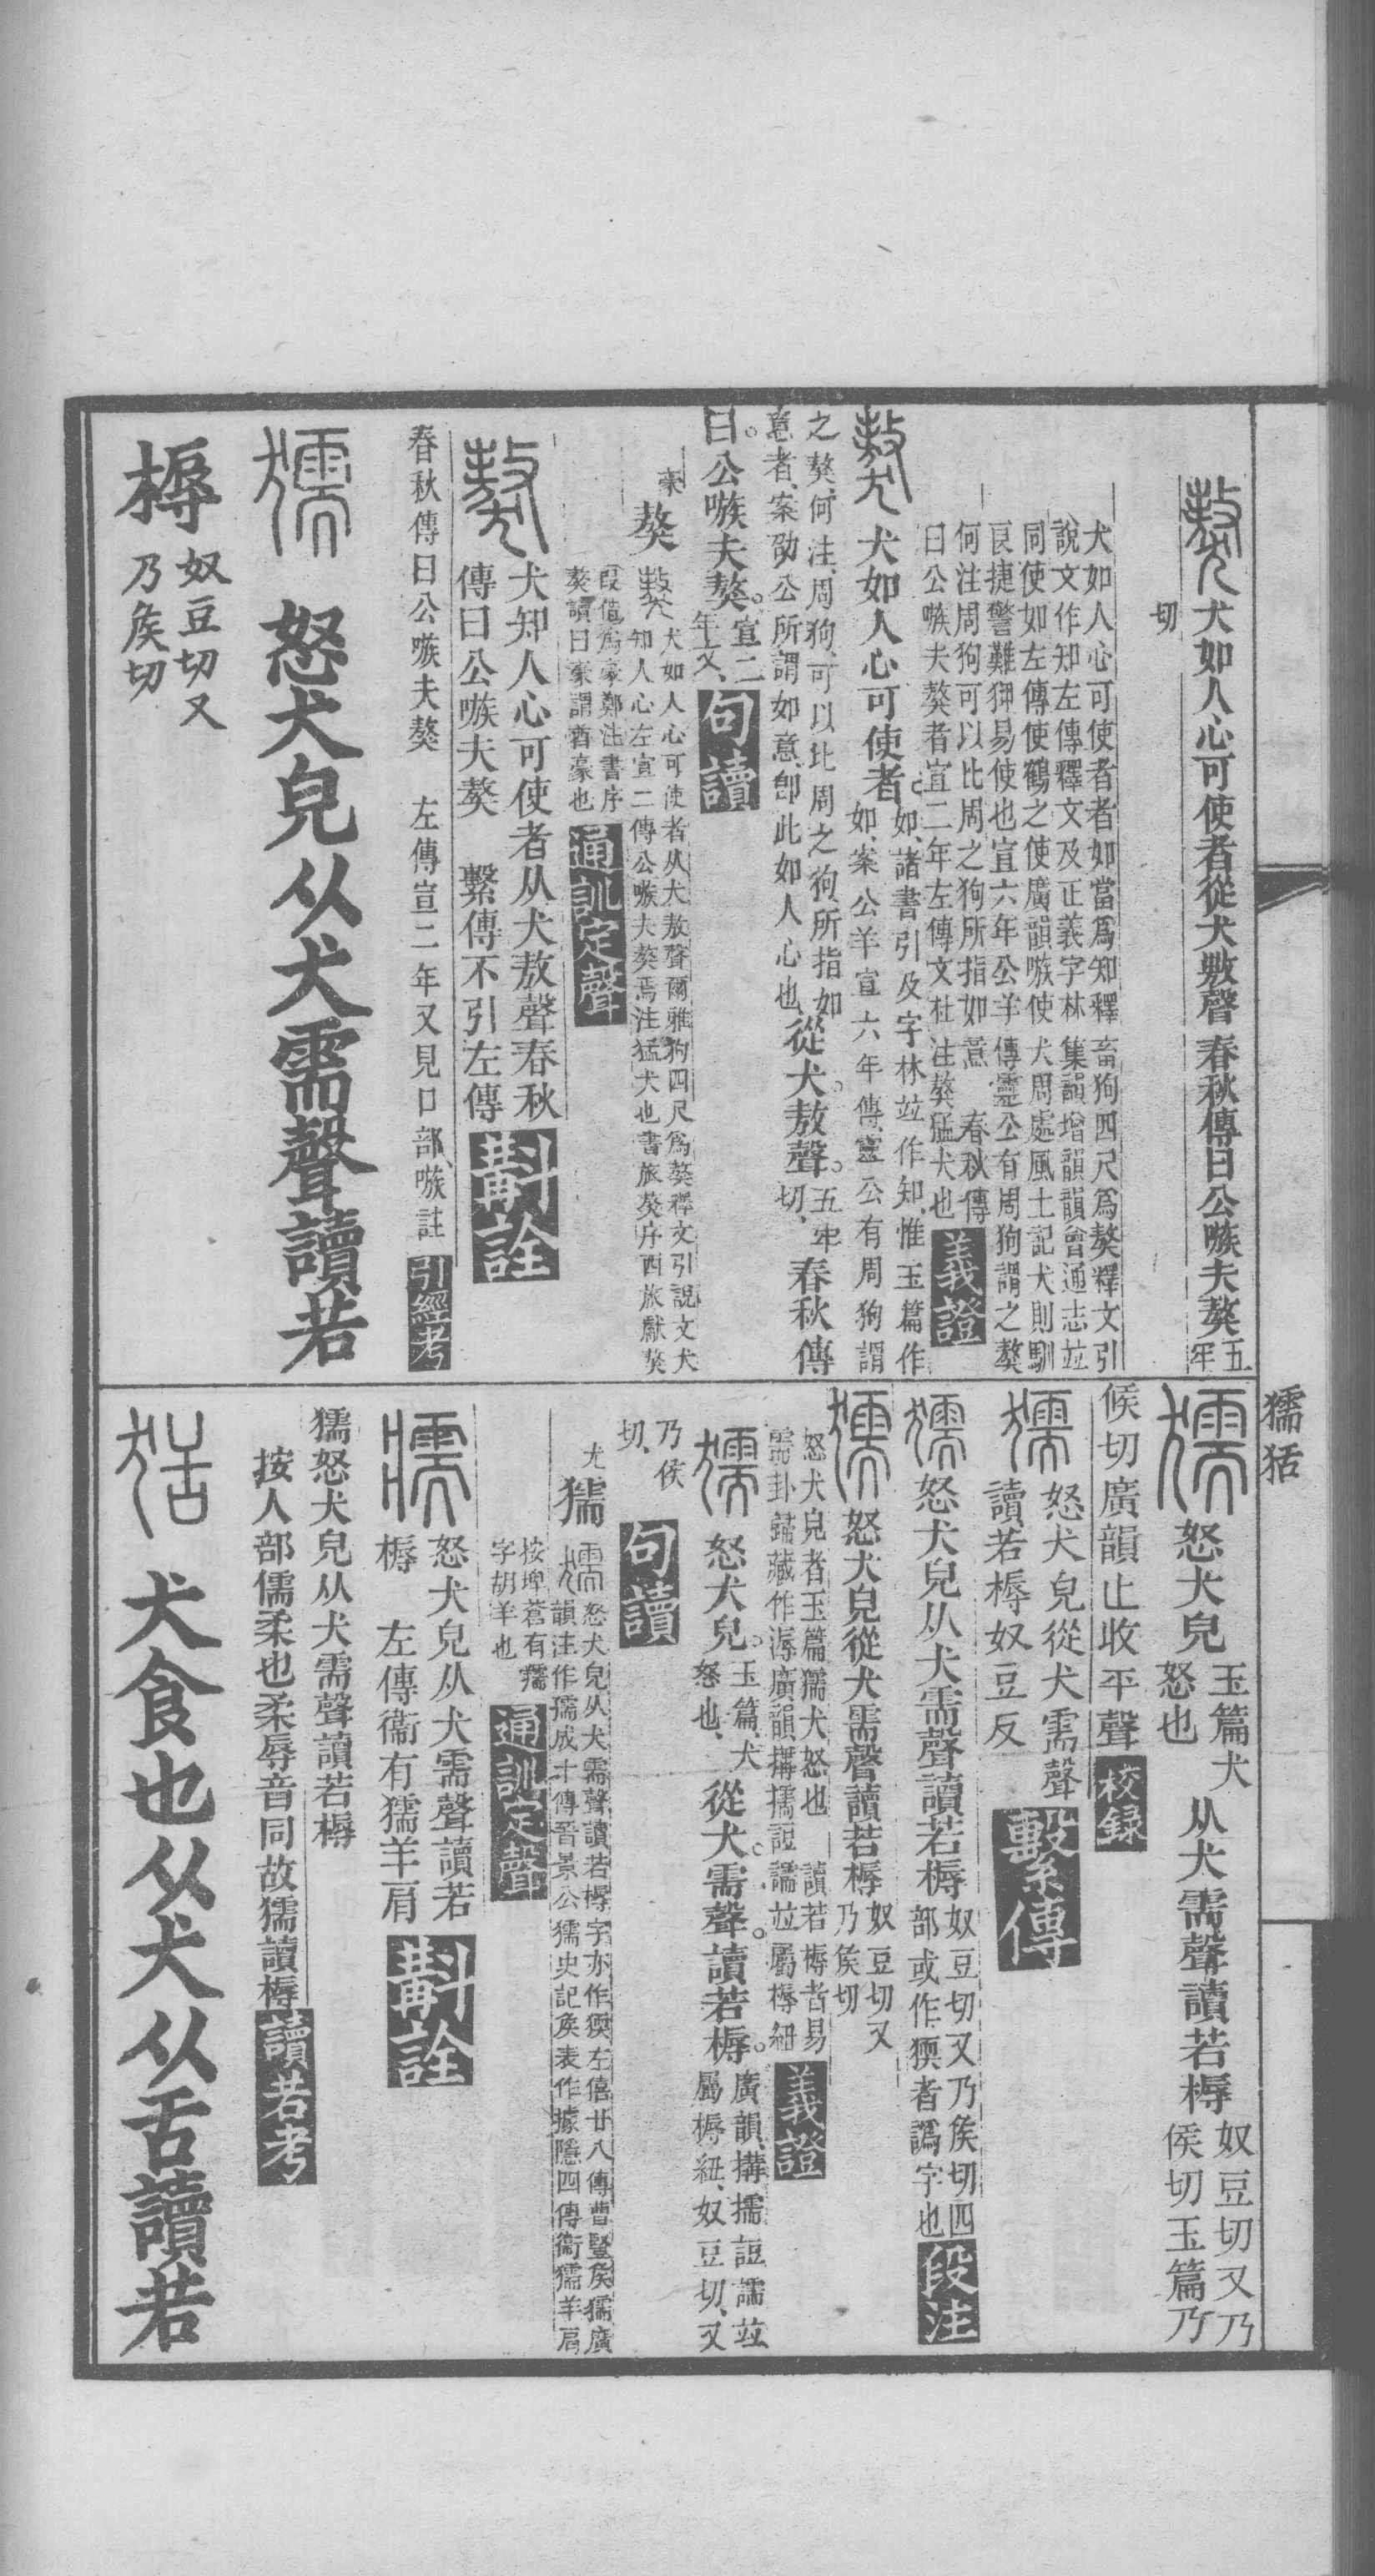 獒犬如人心可使者從犬敖聲春秋傳曰公嗾夫獒五牢
切
犬如人心可使者者如當爲知釋畜狗四尺爲獒釋文引
說文作知左傳釋文及正義字林集韻增韻韻會通志竝
同使如左傳使鶴之使廣韻嗾使犬周處風土記犬則馴
良捷警難狎易使也宣六年公羊傳靈公有周狗謂之獒
何注周狗可以比周之狗所指如意 春秋傳
曰公嗾夫獒者宣二年左傳文杜注獒猛犬也義證
獒犬如人心可使者如、諸書引及字林竝作知、惟玉篇作
如、案公羊宣六年傳、靈公有周狗謂
之獒、何注、周狗、可以比周之狗所指如
意者、案劭公所謂如意、卽此如人心也從犬。敖聲。五牢切、春秋傳
曰。公嗾夫獒。宣二年文、句讀
豪獒獒犬如人心可使者从犬敖聲爾雅狗四尺爲獒釋文引說文犬
知人心左宣二傳公嗾夫獒焉注猛犬也書旅獒序西旅獻獒
叚借爲豪鄭注書序
獒讀曰豪謂酋豪也通訓定聲
獒犬知人心可使者从犬敖聲春秋
傳曰公嗾夫獒 繫傳不引左傳斠詮
春秋傳曰公嗾夫獒 左傳宣二年又見口部、嗾註引經考
獳 怒犬皃从犬需聲讀若
槈奴豆切又
乃矦切
獳 栝
獳怒犬皃玉篇犬
怒也从犬需聲讀若槈奴豆切又乃
侯切玉篇乃
候切廣韻止收平聲校錄
獳怒犬皃從犬需聲
讀若槈奴豆反繫傳
獳怒犬皃从犬需聲讀若槈奴豆切又乃矦切四
部或作㹵者譌字也段注
獳怒犬皃從犬需聲讀若槈奴豆切又
乃矦切
怒犬皃者玉篇獳犬怒也 讀若槈者易
需卦歸藏作溽廣韻搆擩䛠譳竝屬槈紐義證
獳怒犬皃。玉篇、犬
怒也、從犬。需聲。讀若槈。廣韻、搆擩䛠譳竝
屬槈紐、奴豆切、又
乃侯
切、句讀
尤獳獳怒犬皃从犬需聲讀若槈字亦作㹵左僖廿八傳曹豎矦獳廣
韻注作孺成十傳晉景公獳史記矦表作據隱四傳衞獳羊肩
按埤蒼有䍶
字胡羊也通訓定聲
獳怒犬皃从犬需聲讀若
槈 左傳衞有獳羊肩斠詮
獳怒犬皃从犬需聲讀若槈
按人部儒柔也柔辱音同故獳讀槈讀若考
狧 犬食也从犬从舌讀若